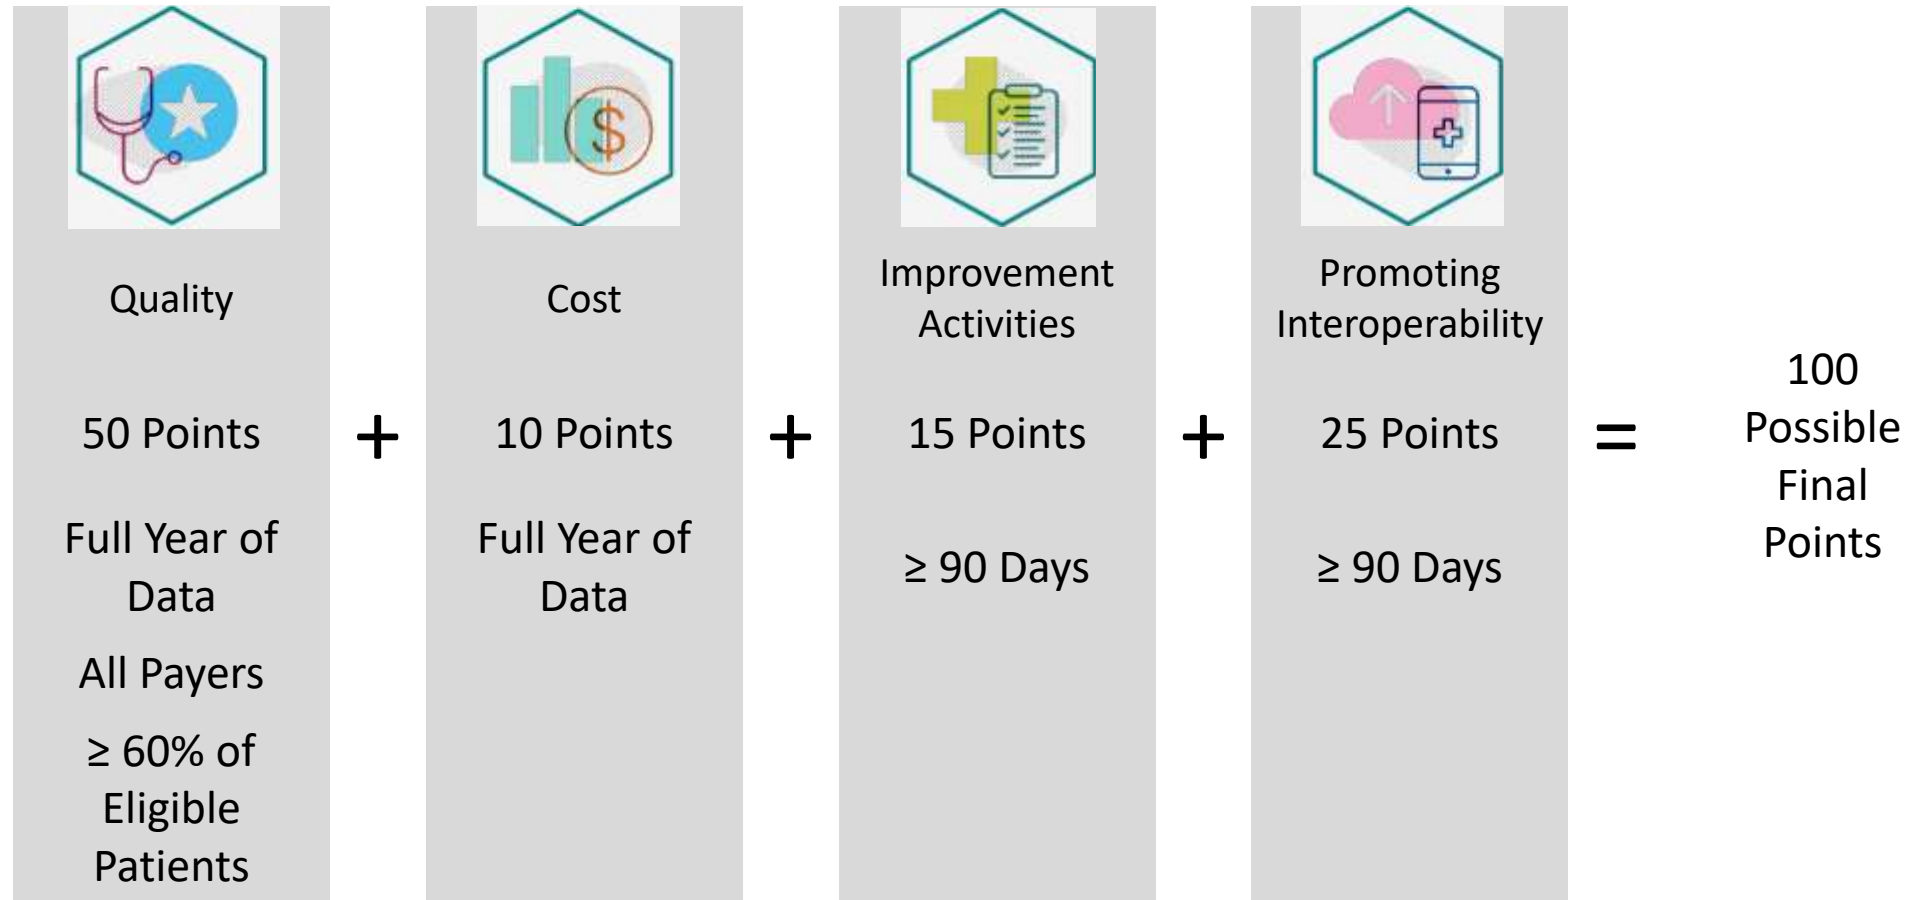 Quality
50 Points
Full Year of
Data
All Payers
≥ 60% of
Eligible
Patients
+
$
Cost
10 Points
Full Year of
Data
+
Improvement
Activities
15 Points
≥ 90 Days
+
Promoting
Interoperability
25 Points
≥ 90 Days
=
100
Possible
Final
Points